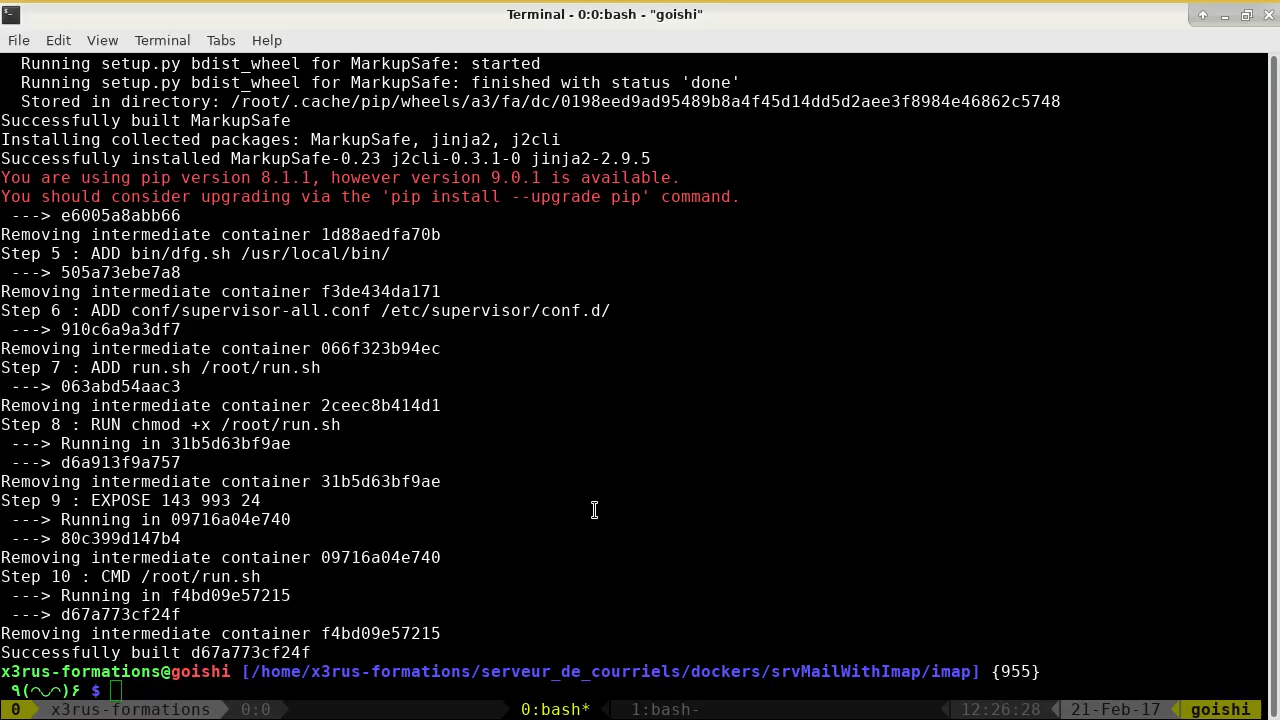 Terminal - 0:0:bash - "goishi"
File Edit View Terminal Tabs Help
  Running setup.py bdist_wheel for MarkupSafe: started
  Running setup.py bdist_wheel for MarkupSafe: finished with status 'done'
  Stored in directory: /root/.cache/pip/wheels/a3/fa/dc/0198eed9ad95489b8a4f45d14dd5d2aee3f8984e46862c5748
Successfully built MarkupSafe
Installing collected packages: MarkupSafe, jinja2, j2cli
Successfully installed MarkupSafe-0.23 j2cli-0.3.1-0 jinja2-2.9.5
You are using pip version 8.1.1, however version 9.0.1 is available.
You should consider upgrading via the 'pip install --upgrade pip' command.
 ---> e6005a8abb66
Removing intermediate container 1d88aedfa70b
Step 5 : ADD bin/dfg.sh /usr/local/bin/
 ---> 505a73ebe7a8
Removing intermediate container f3de434da171
Step 6 : ADD conf/supervisor-all.conf /etc/supervisor/conf.d/
 ---> 910c6a9a3df7
Removing intermediate container 066f323b94ec
Step 7 : ADD run.sh /root/run.sh
 ---> 063abd54aac3
Removing intermediate container 2ceec8b414d1
Step 8 : RUN chmod +x /root/run.sh
 ---> Running in 31b5d63bf9ae
 ---> d6a913f9a757
Removing intermediate container 31b5d63bf9ae
Step 9 : EXPOSE 143 993 24
 ---> Running in 09716a04e740
 ---> 80c399d147b4
Removing intermediate container 09716a04e740
Step 10 : CMD /root/run.sh
 ---> Running in f4bd09e57215
 ---> d67a773cf24f
Removing intermediate container f4bd09e57215
Successfully built d67a773cf24f
x3rus-formations@goishi [/home/x3rus-formations/serveur_de_courriels/dockers/srvMailWithImap/imap] {955}
 ٩(◠◡◠)۶ $
0 x3rus-formations 0:0 0:bash* 1:bash- 12:26:28 21-Feb-17 goishi